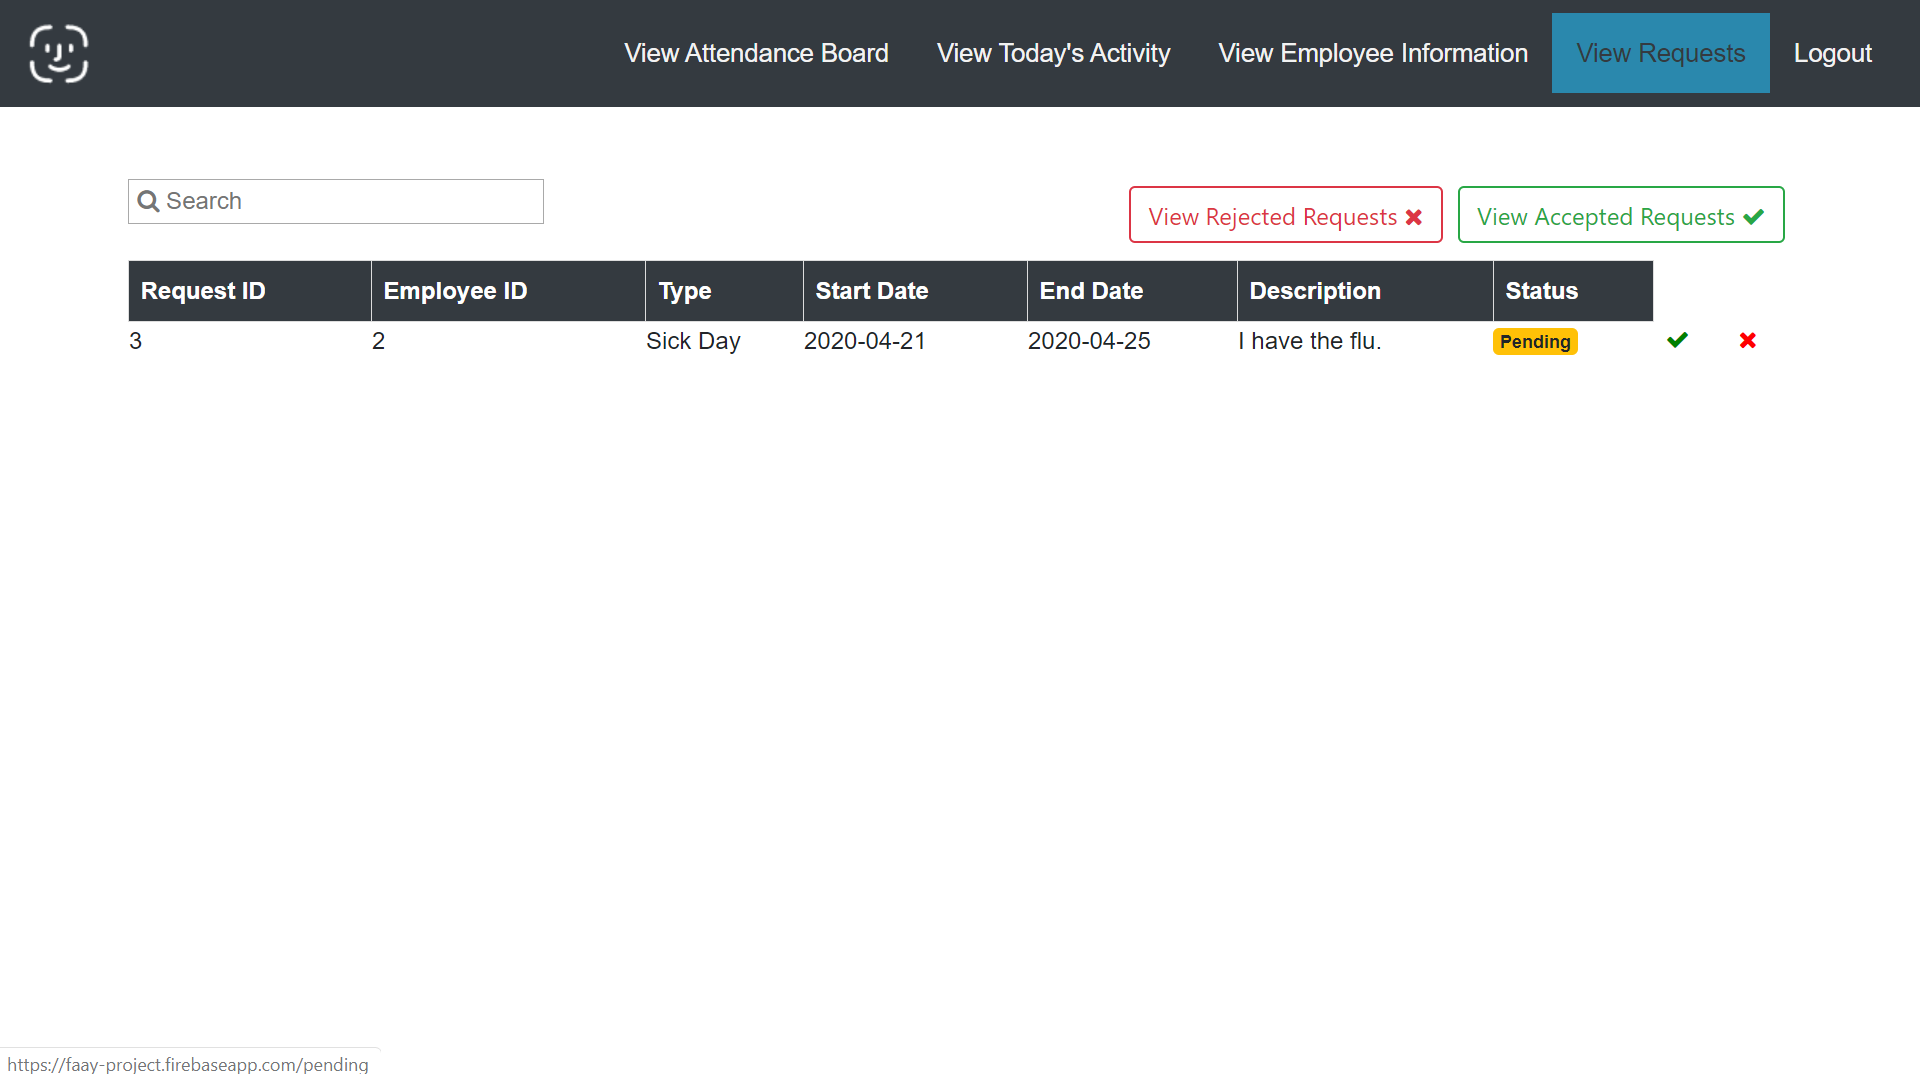 View Attendance Board View Today's Activity View Employee Information View Requests Logout
Search
View Rejected Requests View Accepted Requests
Request ID Employee ID Type Start Date End Date Description Status
3 2 Sick Day 2020-04-21 2020-04-25 I have the flu. Pending
https://faay-project.firebaseapp.com/pending